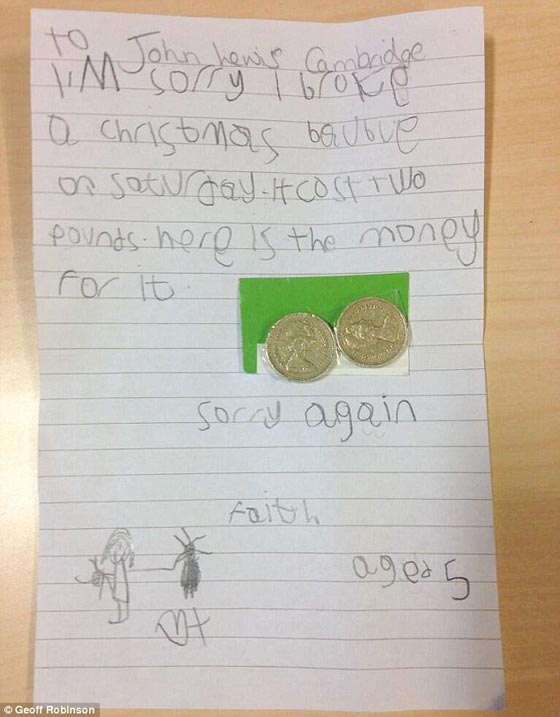 to John Lewis Cambridge
I'M sorry I broke
a christmas baubue
on saturday. It cost two
pounds. here is the money
For it.
sorry again
Faith
aged 5
© Geoff Robinson